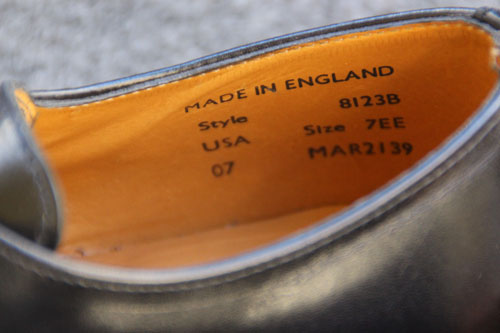 MADE IN ENGLAND
Style 8123B
USA Size 7EE
07 MAR2139